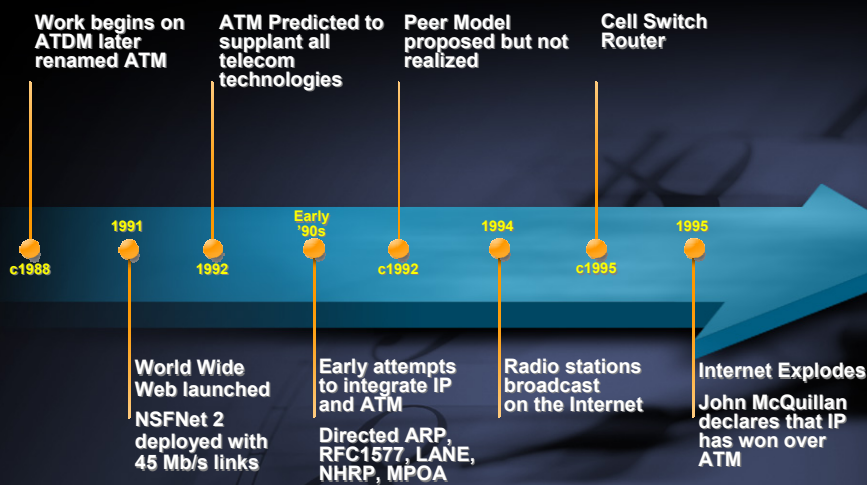 Work begins on
ATDM later
renamed ATM
ATM Predicted to
supplant all
telecom
technologies
Peer Model
proposed but not
realized
Cell Switch
Router
c1988
1991
1992
Early
’90s
c1992
1994
c1995
1995
World Wide
Web launched
NSFNet 2
deployed with
45 Mb/s links
Early attempts
to integrate IP
and ATM
Directed ARP,
RFC1577, LANE,
NHRP, MPOA
Radio stations
broadcast
on the Internet
Internet Explodes
John McQuillan
declares that IP
has won over
ATM